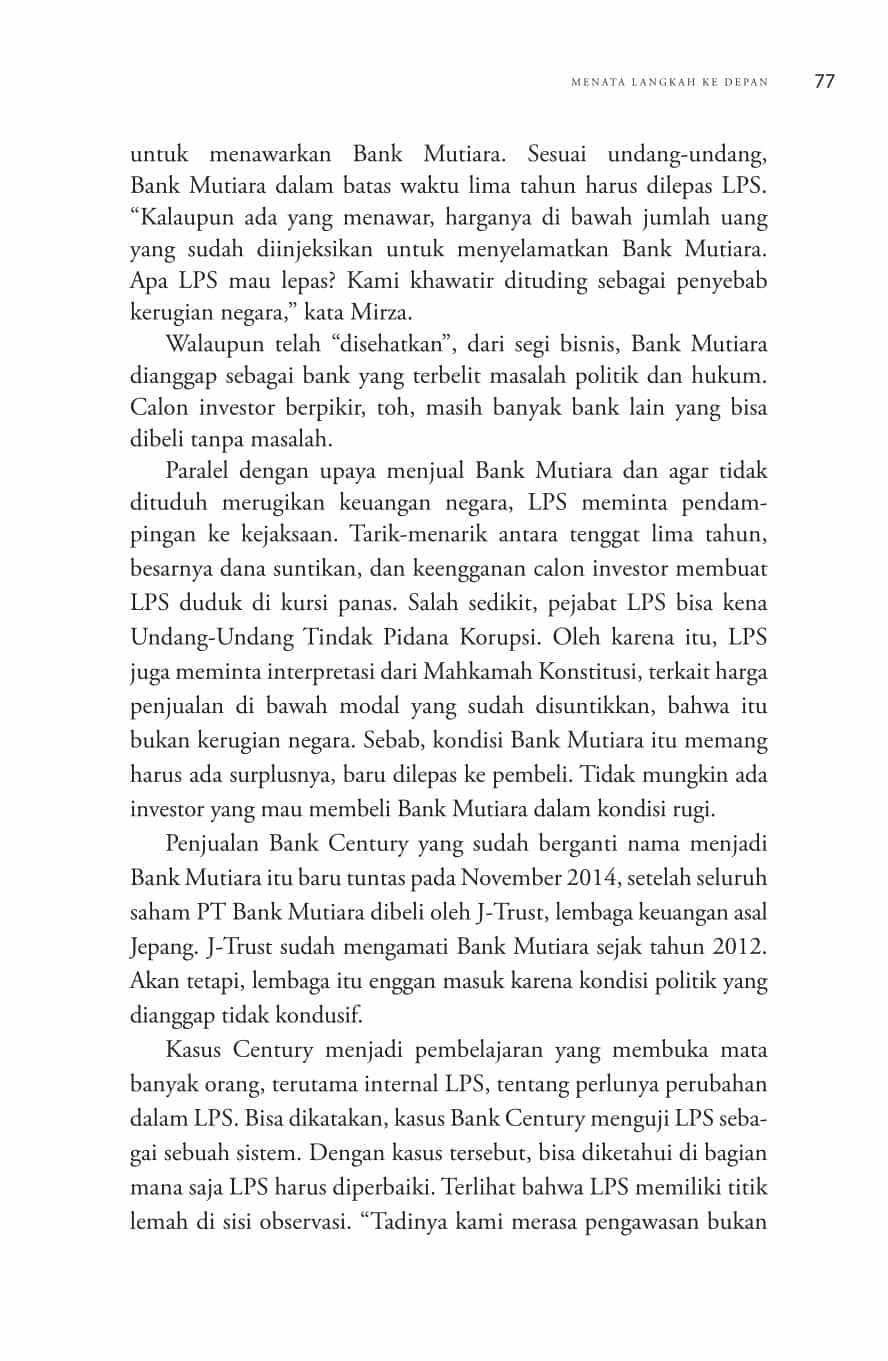 MENATA LANGKAH KE DEPAN 77
untuk menawarkan Bank Mutiara. Sesuai undang-undang,
Bank Mutiara dalam batas waktu lima tahun harus dilepas LPS.
“Kalaupun ada yang menawar, harganya di bawah jumlah uang
yang sudah diinjeksikan untuk menyelamatkan Bank Mutiara.
Apa LPS mau lepas? Kami khawatir dituding sebagai penyebab
kerugian negara,” kata Mirza.
Walaupun telah “disehatkan”, dari segi bisnis, Bank Mutiara
dianggap sebagai bank yang terbelit masalah politik dan hukum.
Calon investor berpikir, toh, masih banyak bank lain yang bisa
dibeli tanpa masalah.
Paralel dengan upaya menjual Bank Mutiara dan agar tidak
dituduh merugikan keuangan negara, LPS meminta pendam-
pingan ke kejaksaan. Tarik-menarik antara tenggat lima tahun,
besarnya dana suntikan, dan keengganan calon investor membuat
LPS duduk di kursi panas. Salah sedikit, pejabat LPS bisa kena
Undang-Undang Tindak Pidana Korupsi. Oleh karena itu, LPS
juga meminta interpretasi dari Mahkamah Konstitusi, terkait harga
penjualan di bawah modal yang sudah disuntikkan, bahwa itu
bukan kerugian negara. Sebab, kondisi Bank Mutiara itu memang
harus ada surplusnya, baru dilepas ke pembeli. Tidak mungkin ada
investor yang mau membeli Bank Mutiara dalam kondisi rugi.
Penjualan Bank Century yang sudah berganti nama menjadi
Bank Mutiara itu baru tuntas pada November 2014, setelah seluruh
saham PT Bank Mutiara dibeli oleh J-Trust, lembaga keuangan asal
Jepang. J-Trust sudah mengamati Bank Mutiara sejak tahun 2012.
Akan tetapi, lembaga itu enggan masuk karena kondisi politik yang
dianggap tidak kondusif.
Kasus Century menjadi pembelajaran yang membuka mata
banyak orang, terutama internal LPS, tentang perlunya perubahan
dalam LPS. Bisa dikatakan, kasus Bank Century menguji LPS seba-
gai sebuah sistem. Dengan kasus tersebut, bisa diketahui di bagian
mana saja LPS harus diperbaiki. Terlihat bahwa LPS memiliki titik
lemah di sisi observasi. “Tadinya kami merasa pengawasan bukan